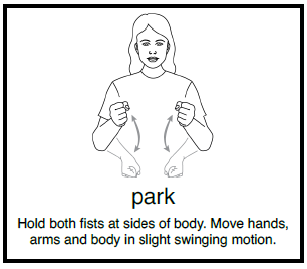 park
Hold both fists at sides of body. Move hands,
arms and body in slight swinging motion.